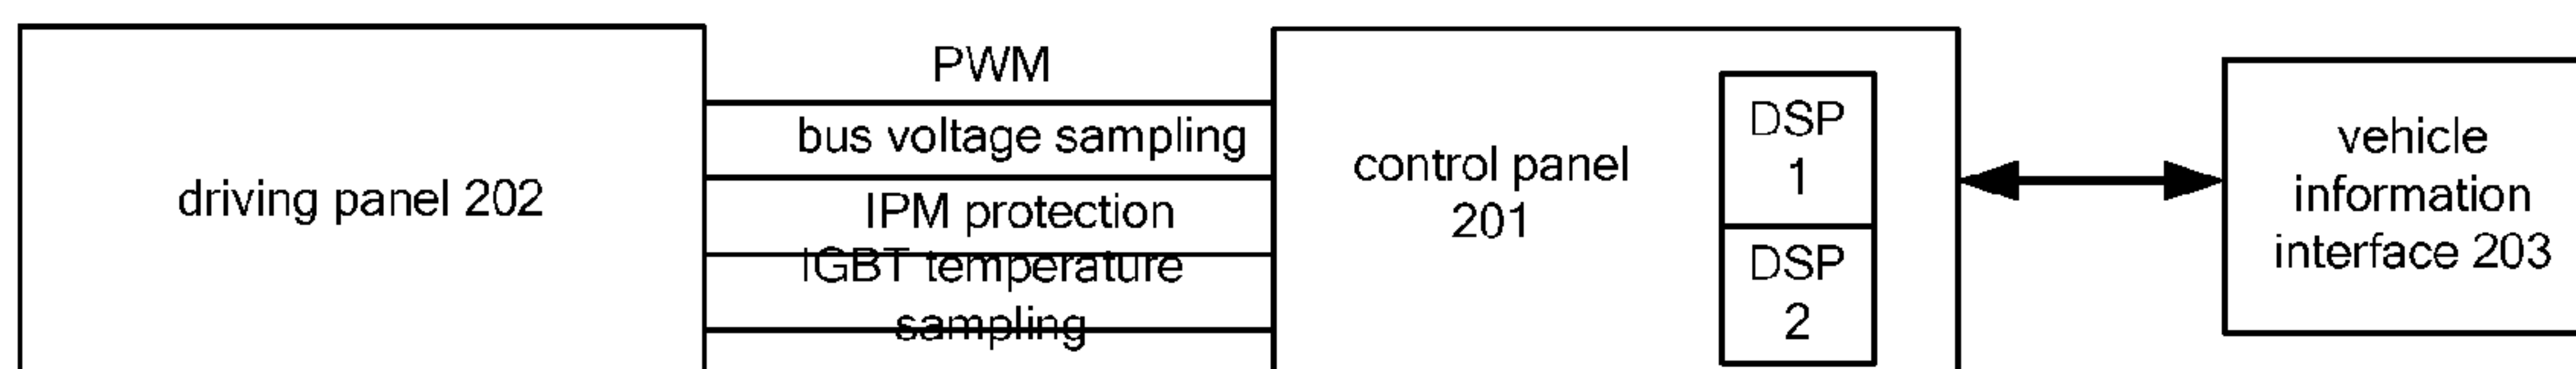 driving panel 202
PWM
bus voltage sampling
IPM protection
IGBT temperature
sampling
control panel
201
DSP
1
DSP
2
vehicle
information
interface 203